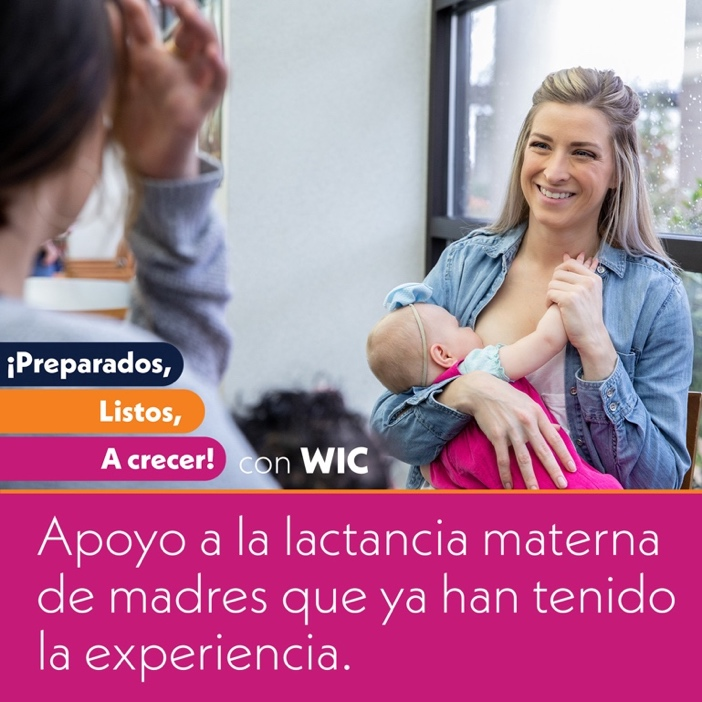 ¡Preparados,
Listos,
A crecer! con WIC
Apoyo a la lactancia materna
de madres que ya han tenido
la experiencia.